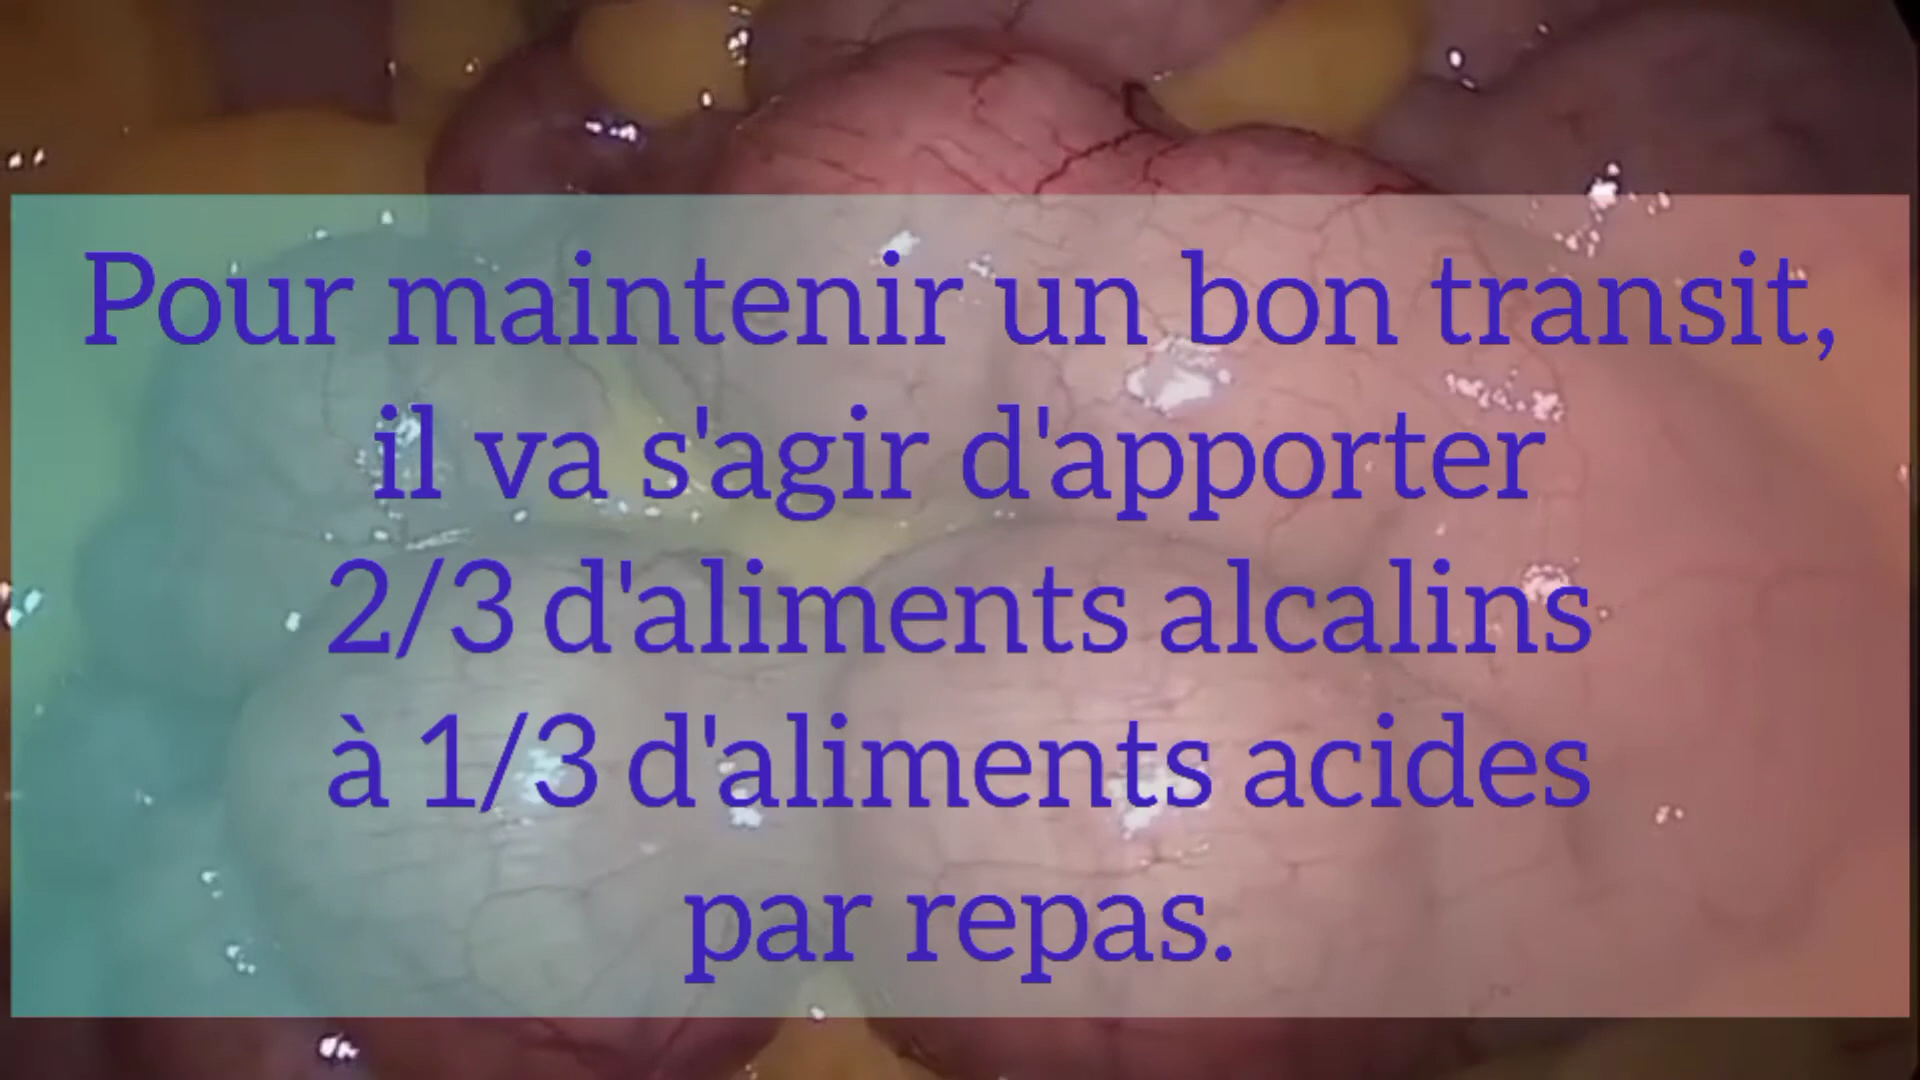 Pour maintenir un bon transit,
il va s'agir d'apporter
2/3 d'aliments alcalins
à 1/3 d'aliments acides
par repas.